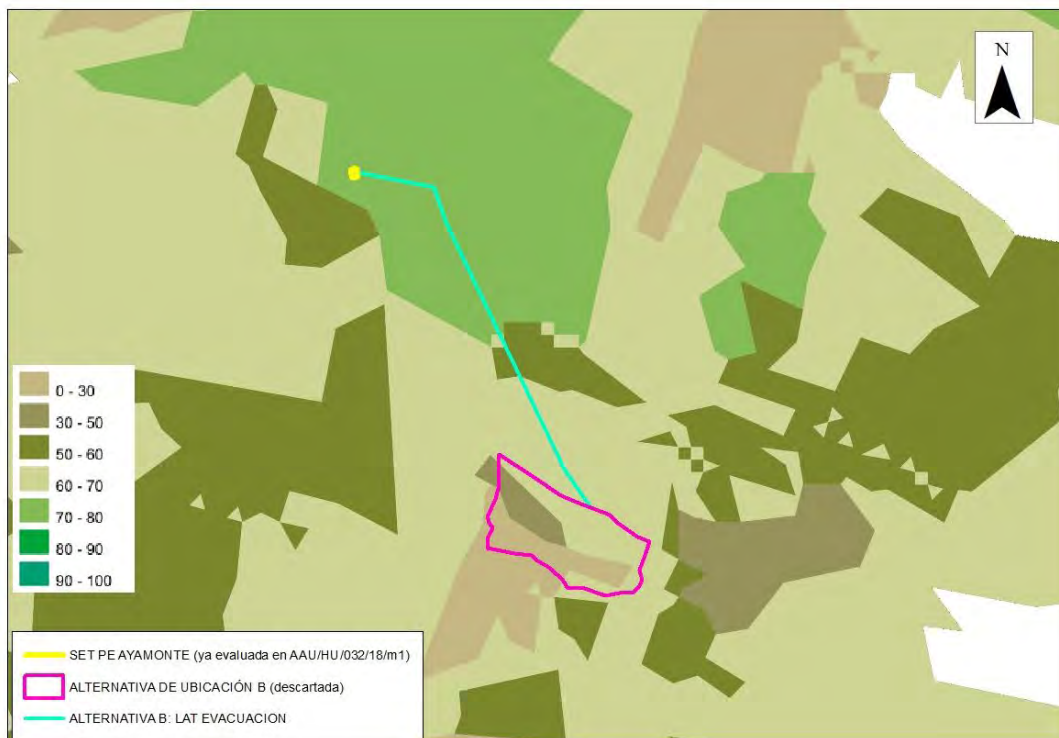 N
0 - 30
30 - 50
50 - 60
60 - 70
70 - 80
80 - 90
90 - 100
SET PE AYAMONTE (ya evaluada en AAU/HU/032/18/m1)
ALTERNATIVA DE UBICACIÓN B (descartada)
ALTERNATIVA B: LAT EVACUACION